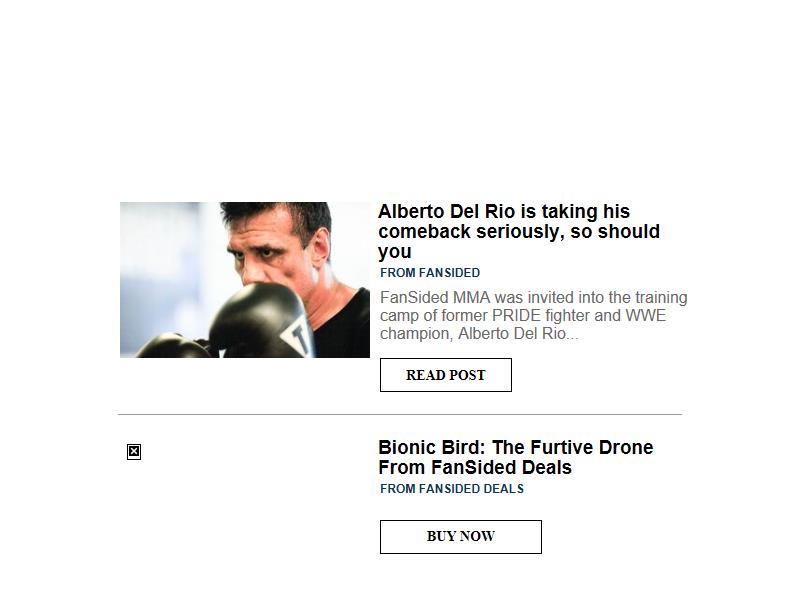 Alberto Del Rio is taking his
comeback seriously, so should
you
FROM FANSIDED
FanSided MMA was invited into the training
camp of former PRIDE fighter and WWE
champion, Alberto Del Rio...
READ POST
T
Bionic Bird: The Furtive Drone
From FanSided Deals
FROM FANSIDED DEALS
BUY NOW